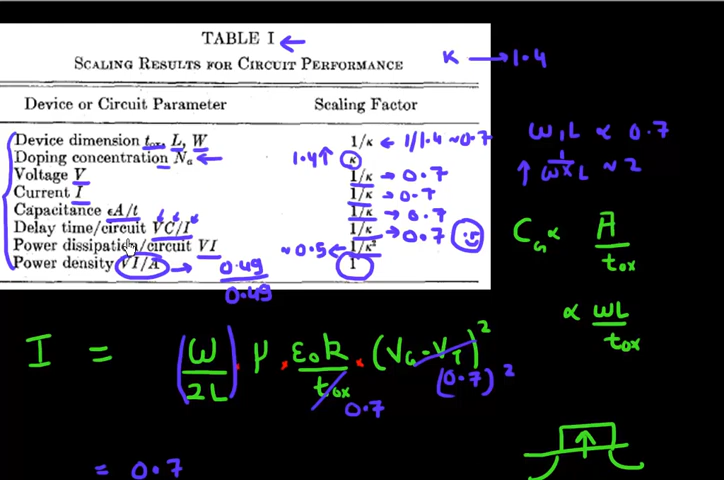 TABLE I ←
SCALING RESULTS FOR CIRCUIT PERFORMANCE
κ → 1.4
Device or Circuit Parameter Scaling Factor
Device dimension tox, L, W 1/κ ← 1/1.4 ~0.7
Doping concentration Na ← 1.4↑ κ
Voltage V 1/κ → 0.7
Current I 1/κ → 0.7
Capacitance εA/t 1/κ → 0.7
Delay time/circuit VC/I 1/κ → 0.7
Power dissipation/circuit VI ~0.5 ← 1/κ²
Power density VI/A → 0.49/0.49 1
W, L ∝ 0.7
↑ 1/W×L ~ 2
CG ∝ A/tox
∝ WL/tox
I = (W/2L) · μ · ε0k/tox · (VG - VT)²
0.7 (0.7)²
= 0.7